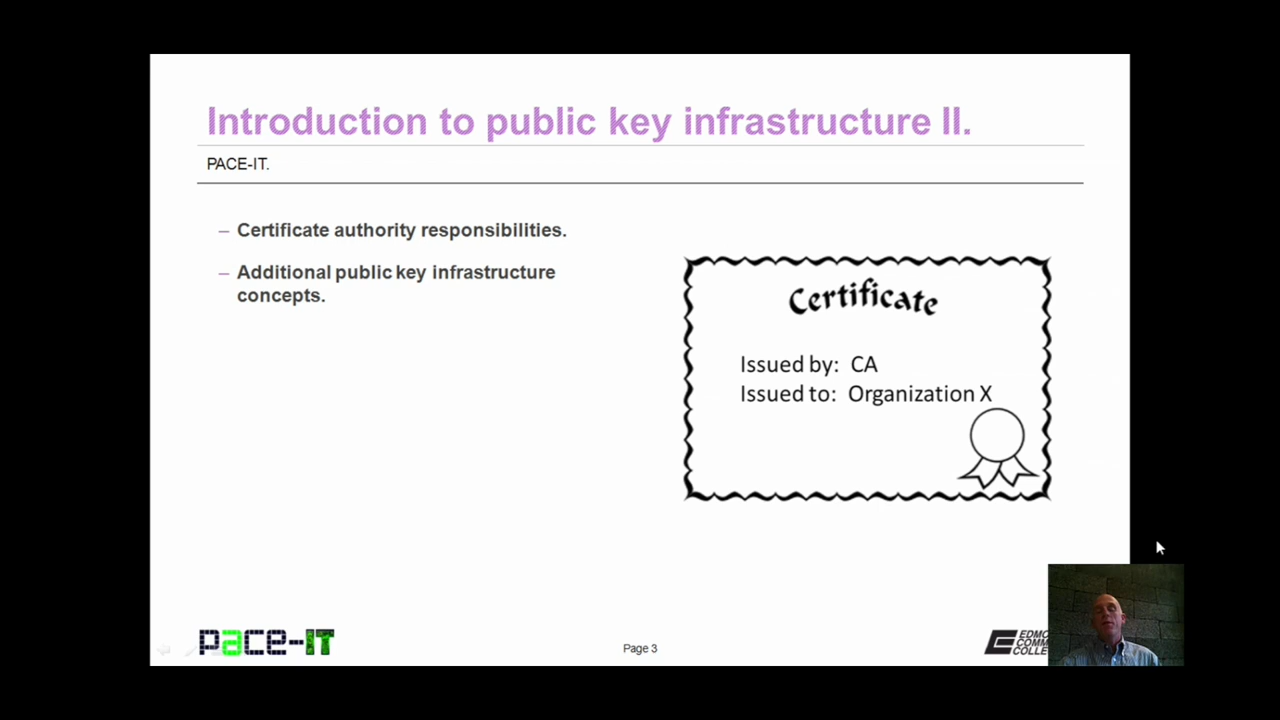 Introduction to public key infrastructure II.
PACE-IT.
– Certificate authority responsibilities.
– Additional public key infrastructure
concepts.
Certificate
Issued by: CA
Issued to: Organization X
pace-IT
Page 3